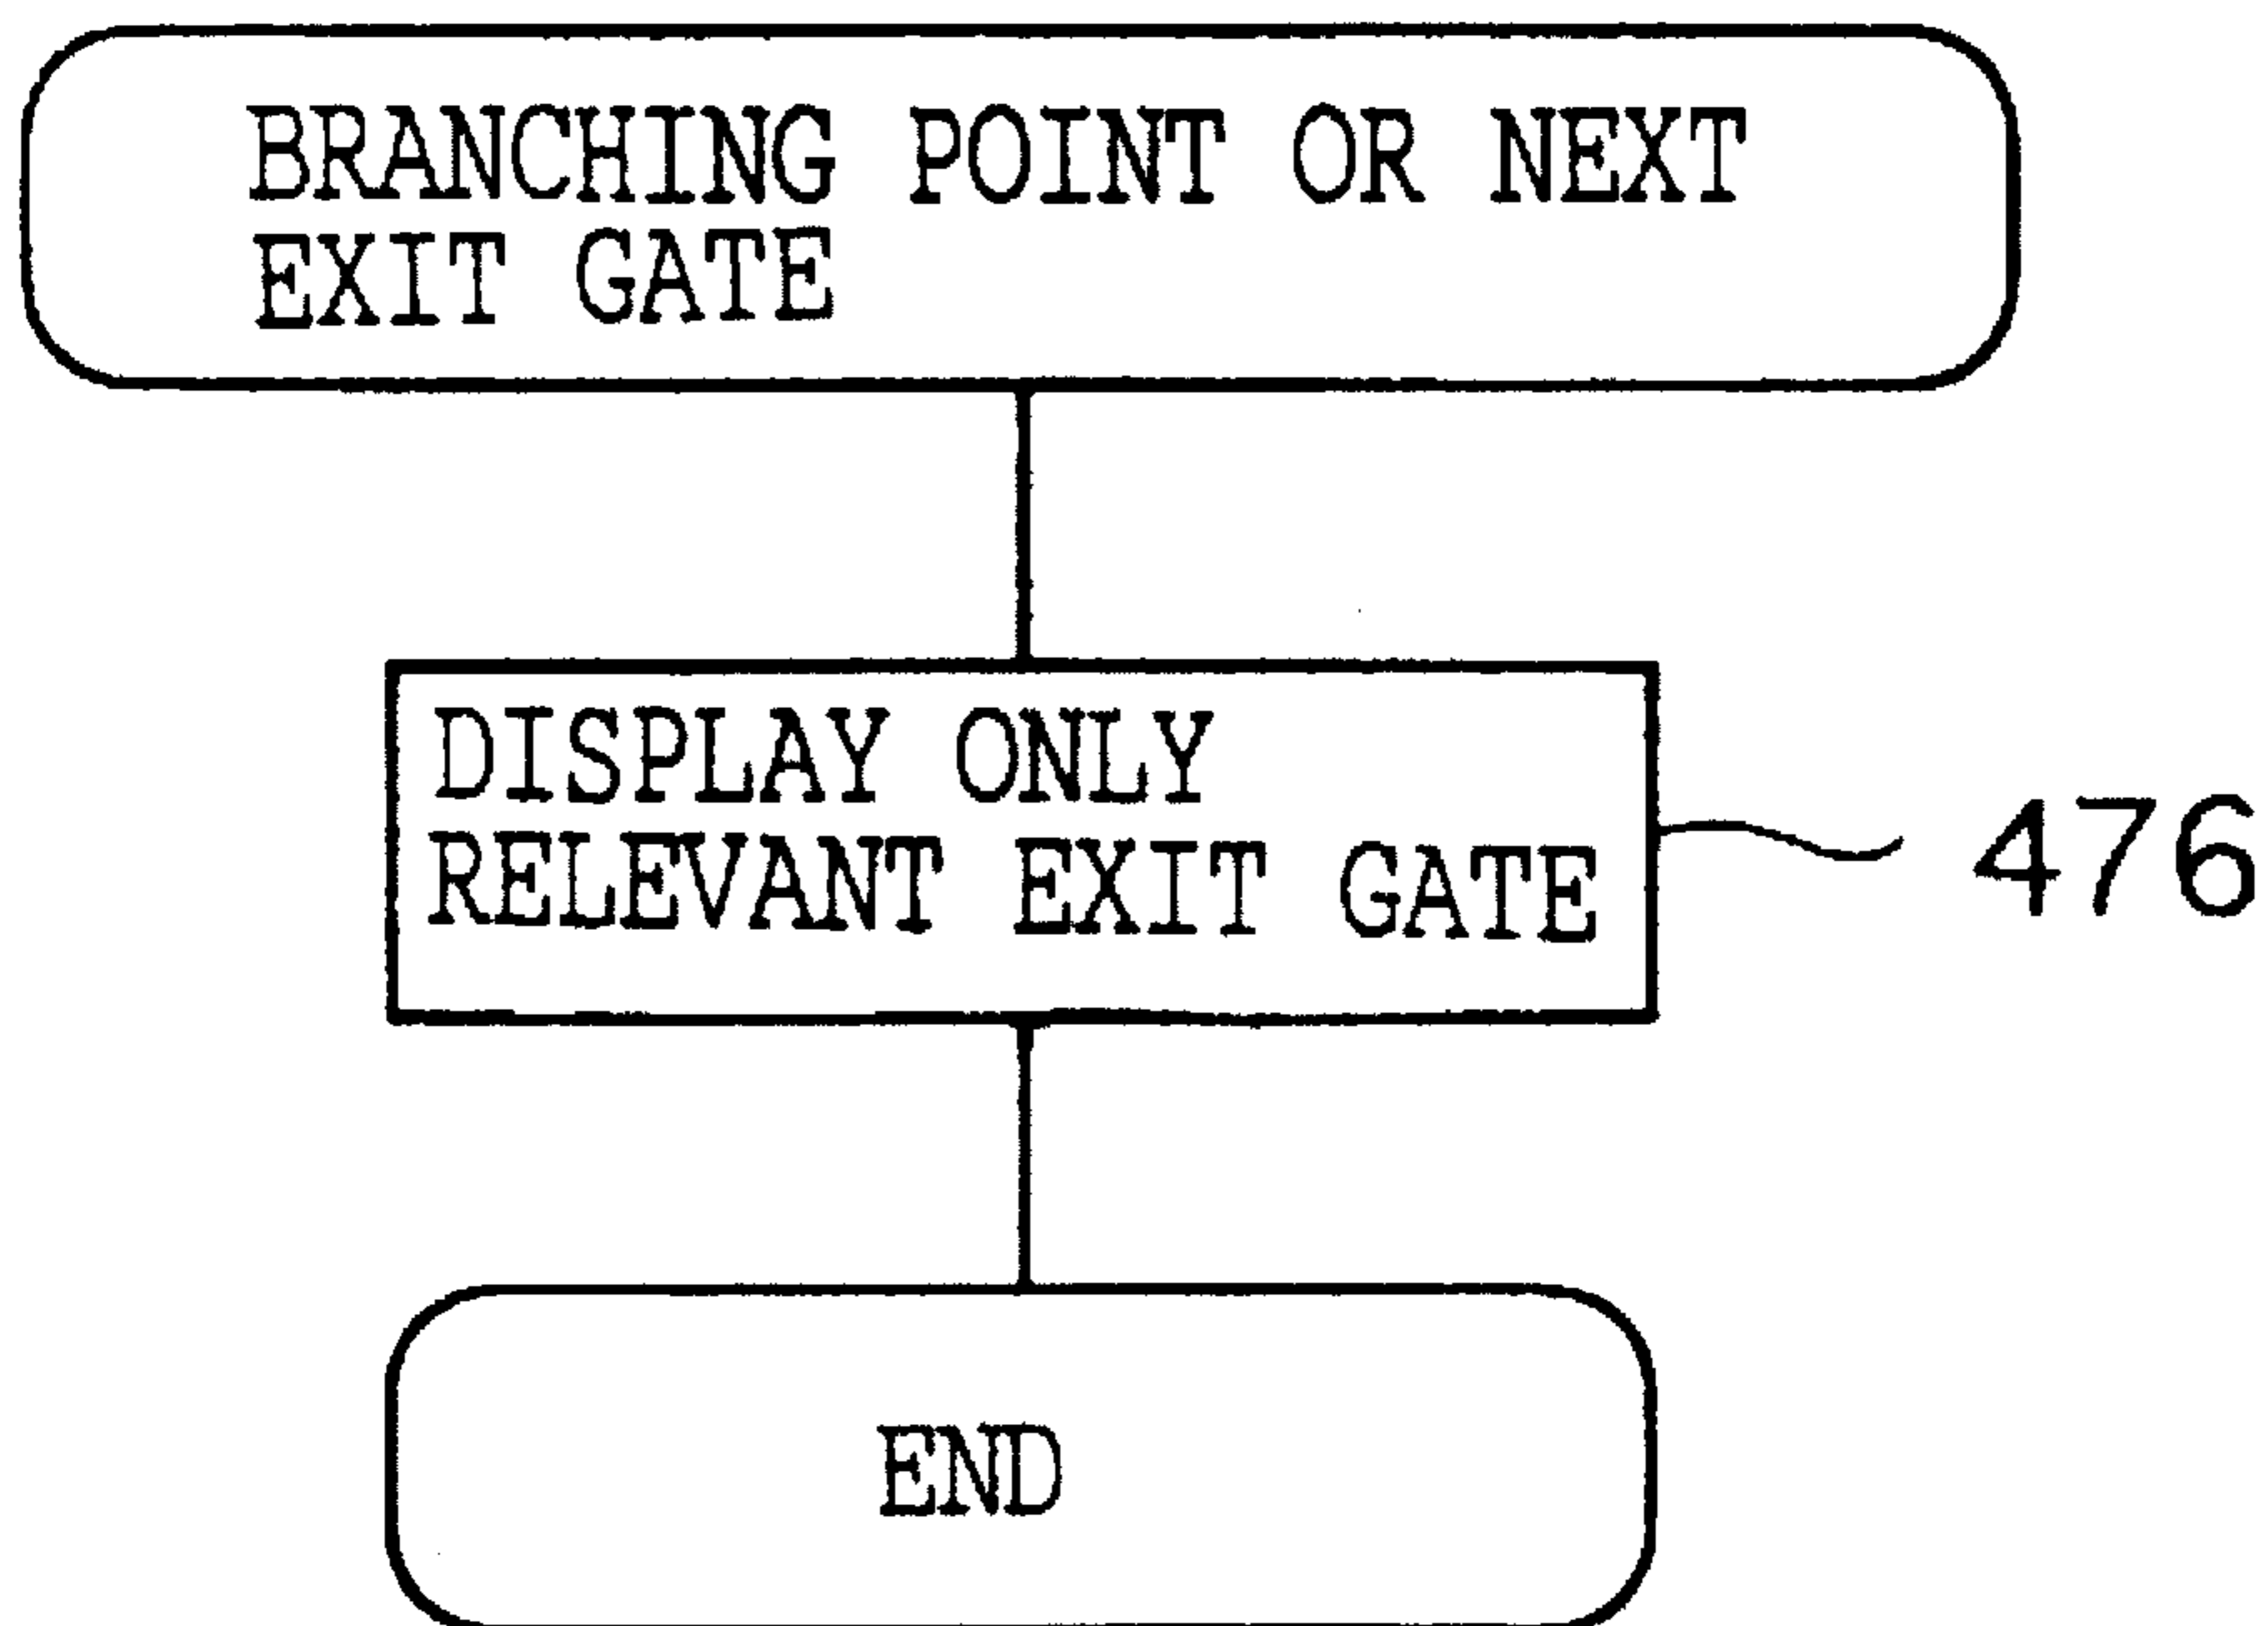 BRANCHING POINT OR NEXT
EXIT GATE
DISPLAY ONLY
RELEVANT EXIT GATE
476
END